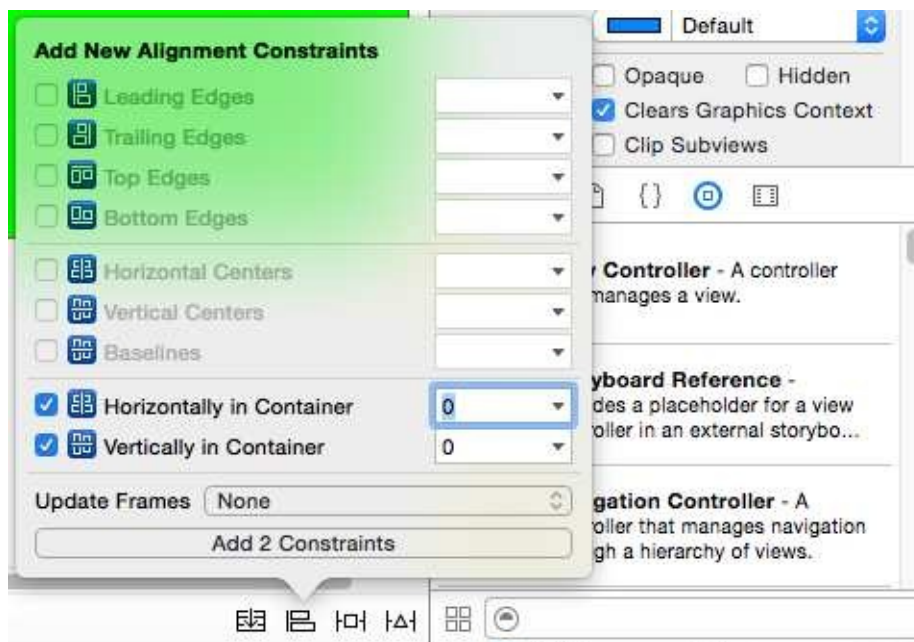 Add New Alignment Constraints
Leading Edges
Trailing Edges
Top Edges
Bottom Edges
Horizontal Centers
Vertical Centers
Baselines
Horizontally in Container 0
Vertically in Container 0
Update Frames None
Add 2 Constraints
Default
Opaque Hidden
Clears Graphics Context
Clip Subviews
{}
Controller - A controller
manages a view.
yboard Reference -
des a placeholder for a view
oller in an external storybo...
gation Controller - A
oller that manages navigation
gh a hierarchy of views.